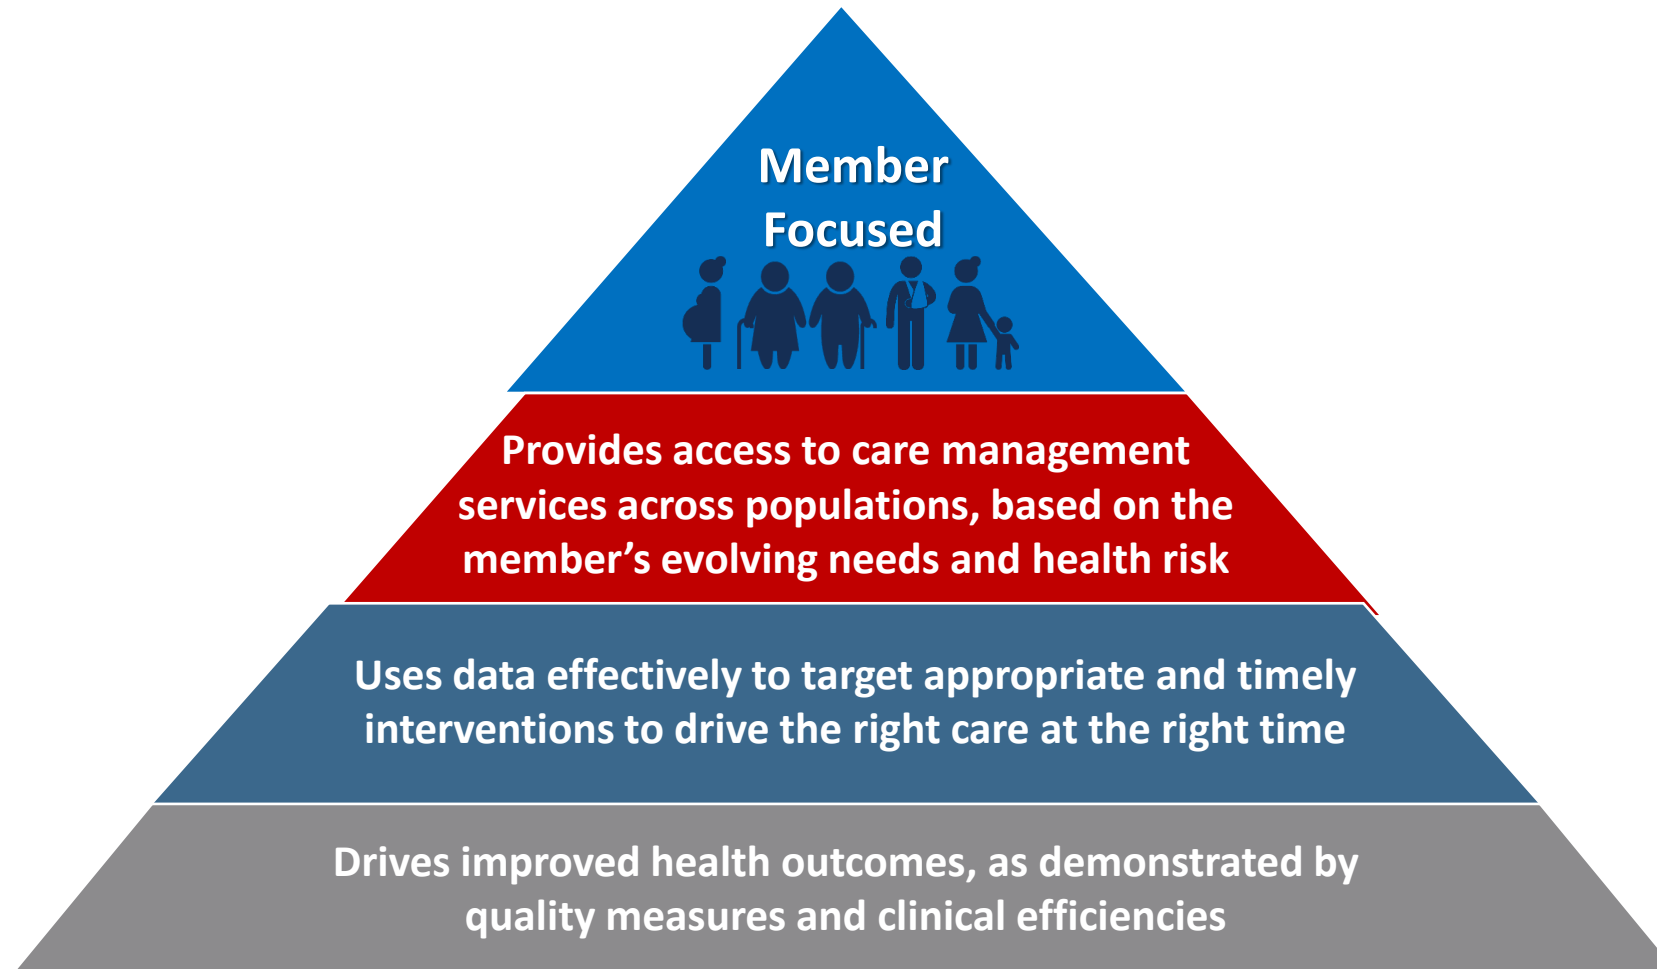 Member
Focused
Provides access to care management
services across populations, based on the
member’s evolving needs and health risk
Uses data effectively to target appropriate and timely
interventions to drive the right care at the right time
Drives improved health outcomes, as demonstrated by
quality measures and clinical efficiencies